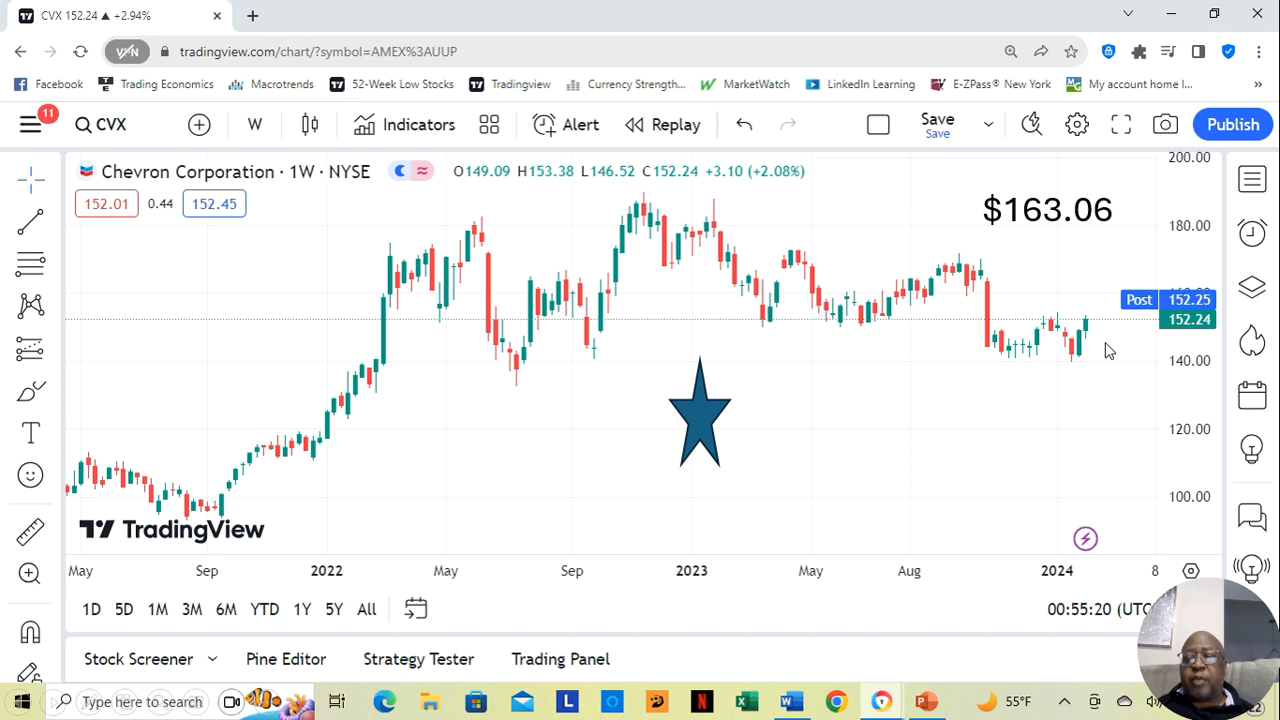 CVX 152.24 ▲ +2.94%
tradingview.com/chart/?symbol=AMEX%3AUUP
Facebook Trading Economics Macrotrends 52-Week Low Stocks Tradingview Currency Strength... MarketWatch LinkedIn Learning E-ZPass® New York My account home l... »
11 CVX W Indicators Alert Replay Save Save Publish
Chevron Corporation · 1W · NYSE O149.09 H153.38 L146.52 C152.24 +3.10 (+2.08%)
152.01 0.44 152.45
$163.06
200.00
180.00
160.00
Post 152.25
152.24
140.00
120.00
100.00
TradingView
May Sep 2022 May Sep 2023 May Aug 2024 8
1D 5D 1M 3M 6M YTD 1Y 5Y All 00:55:20 (UTC
Stock Screener Pine Editor Strategy Tester Trading Panel
Type here to search 55°F